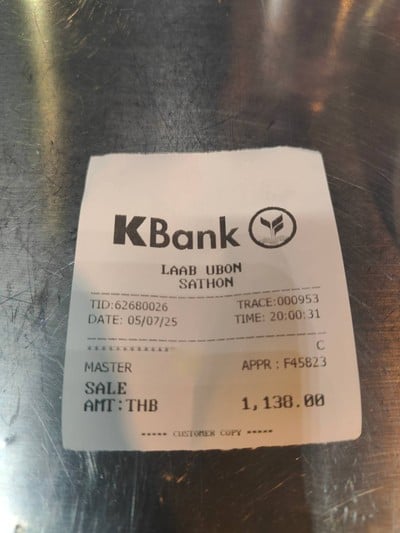 KBank
LAAB UBON
SATHON
TID:62680026 TRACE:000953
DATE: 05/07/25 TIME: 20:00:31
************ C
MASTER APPR : F45823
SALE
AMT:THB 1,138.00
----- CUSTOMER COPY -----